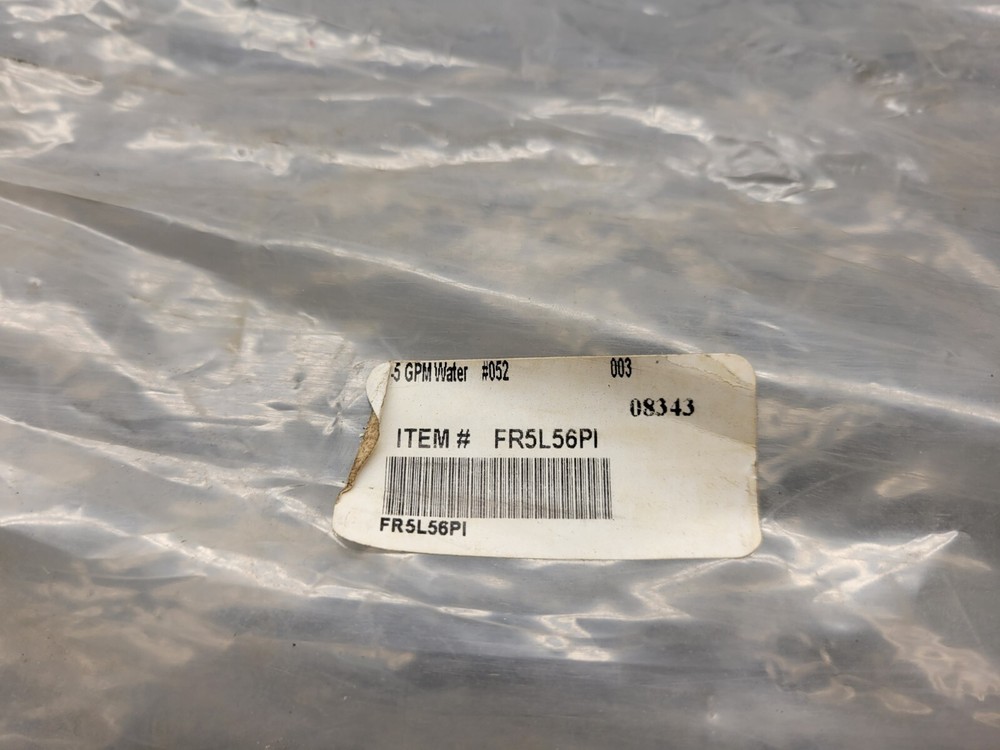 -5 GPM Water #052 003
08343
ITEM # FR5L56PI
FR5L56PI